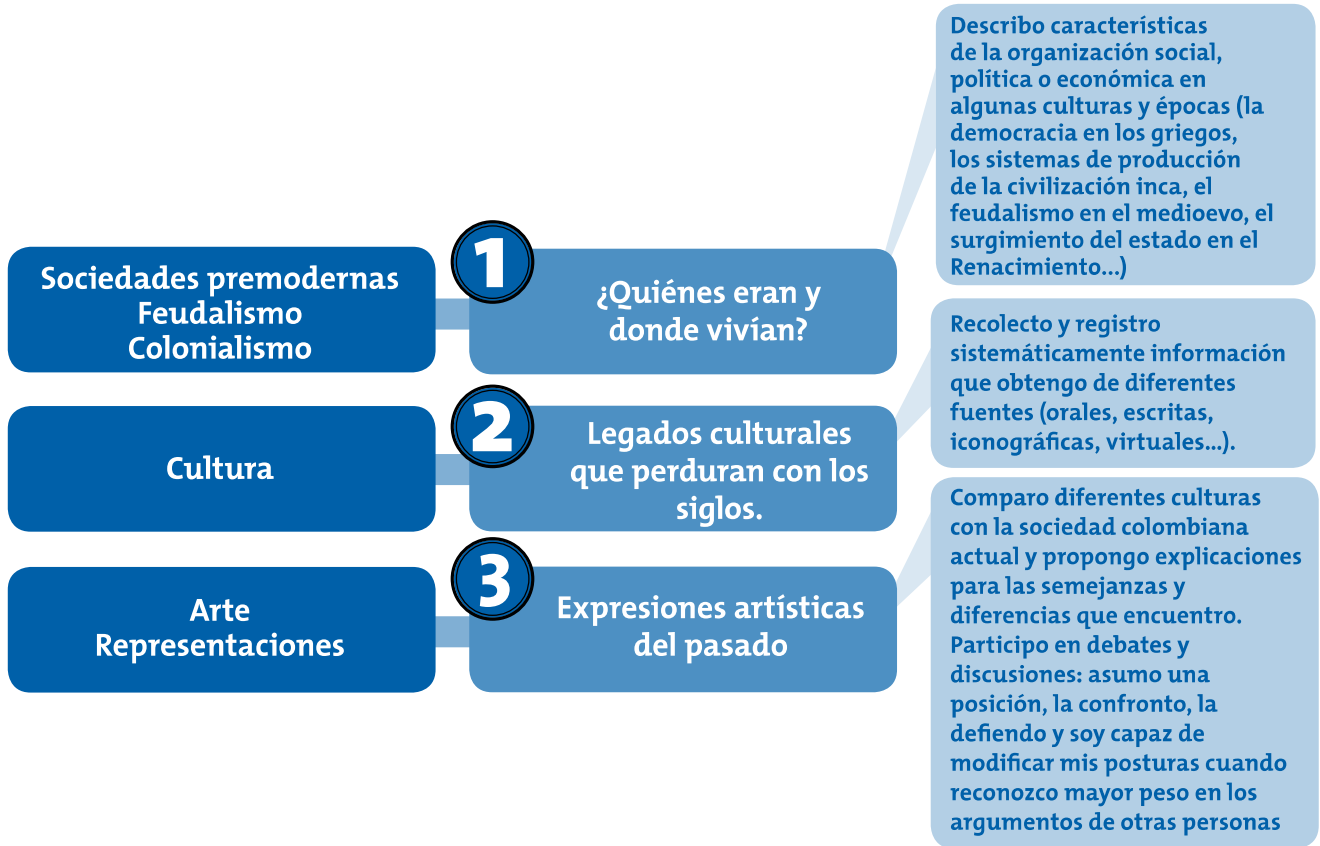 Sociedades premodernas
Feudalismo
Colonialismo
1
¿Quiénes eran y
donde vivían?
Describo características
de la organización social,
política o económica en
algunas culturas y épocas (la
democracia en los griegos,
los sistemas de producción
de la civilización inca, el
feudalismo en el medioevo, el
surgimiento del estado en el
Renacimiento...)
Cultura
2
Legados culturales
que perduran con los
siglos.
Recolecto y registro
sistemáticamente información
que obtengo de diferentes
fuentes (orales, escritas,
iconográficas, virtuales...).
Arte
Representaciones
3
Expresiones artísticas
del pasado
Comparo diferentes culturas
con la sociedad colombiana
actual y propongo explicaciones
para las semejanzas y
diferencias que encuentro.
Participo en debates y
discusiones: asumo una
posición, la confronto, la
defiendo y soy capaz de
modificar mis posturas cuando
reconozco mayor peso en los
argumentos de otras personas